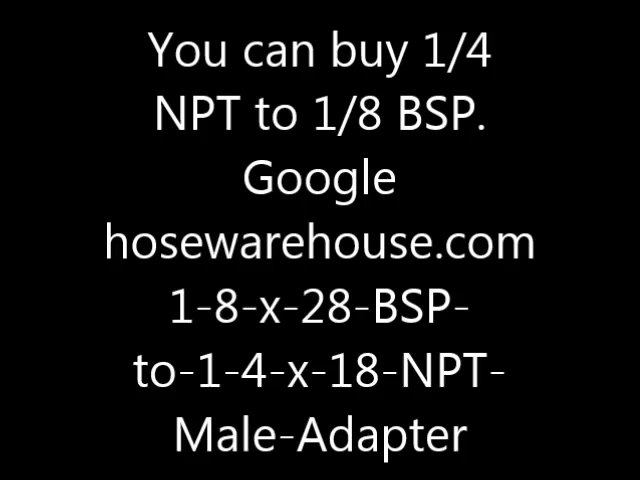 You can buy 1/4
NPT to 1/8 BSP.
Google
hosewarehouse.com
1-8-x-28-BSP-
to-1-4-x-18-NPT-
Male-Adapter